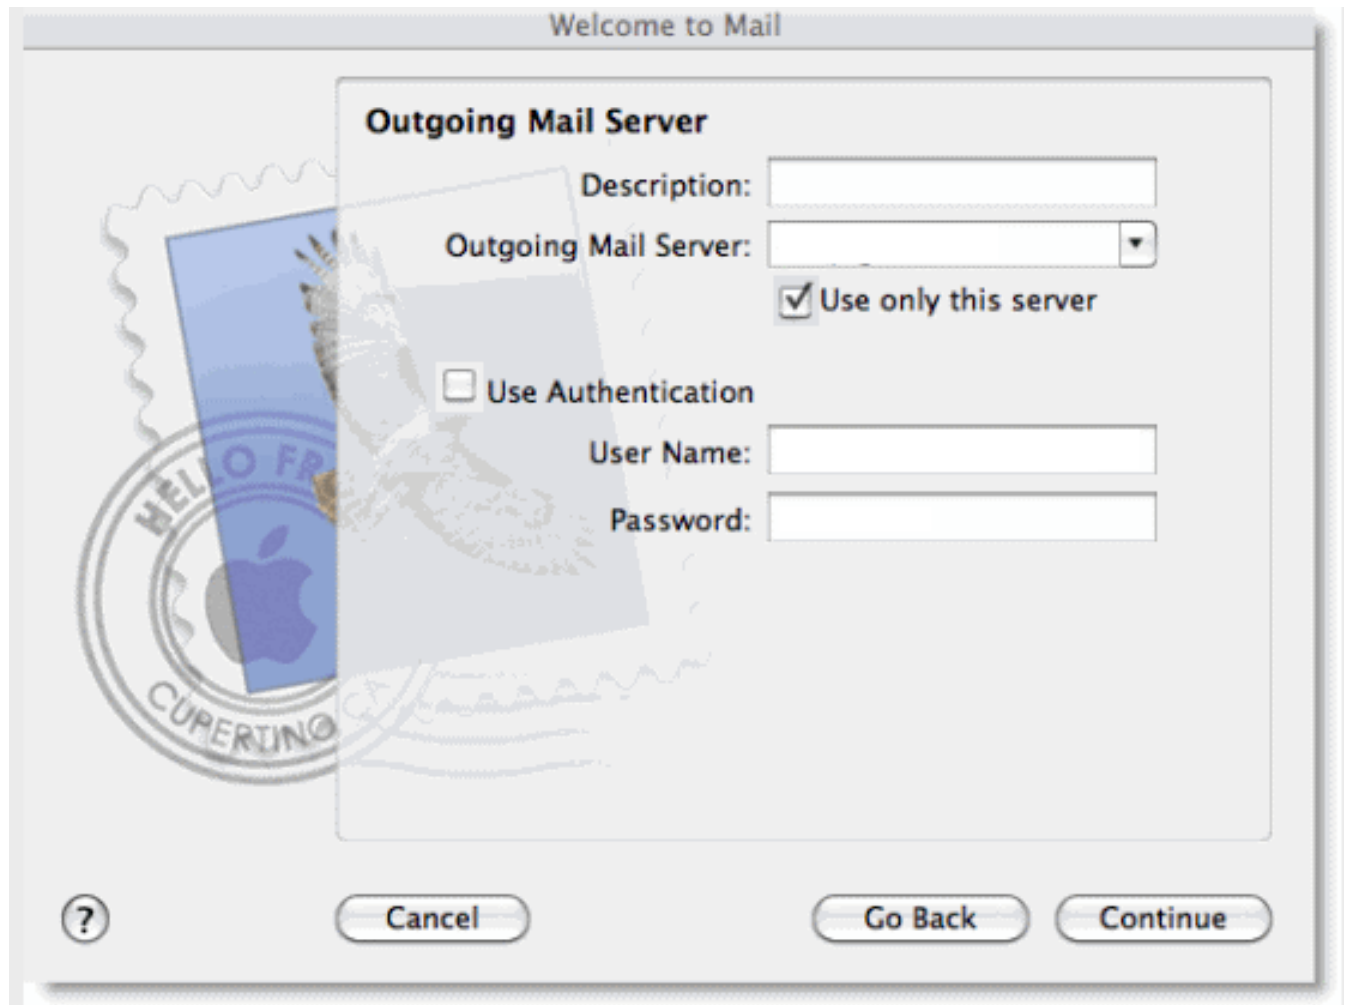 Welcome to Mail
Outgoing Mail Server
Description:
Outgoing Mail Server:
Use only this server
Use Authentication
User Name:
Password:
HELLO FR
CUPERTINO
?
Cancel
Go Back
Continue